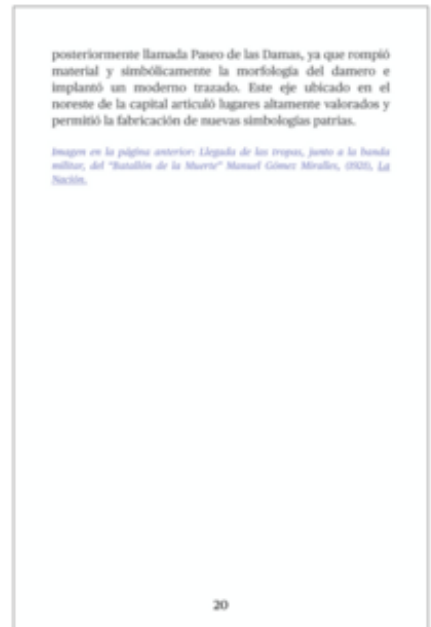 posteriormente llamada Paseo de las Damas, ya que rompió
material y simbólicamente la morfología del damero e
implantó un moderno trazado. Este eje ubicado en el
noreste de la capital articuló lugares altamente valorados y
permitió la fabricación de nuevas simbologías patrias.
Imagen en la página anterior: Llegada de las tropas, junto a la banda
militar, del "Batallón de la Muerte" Manuel Gómez Miralles, La
Nación.
20